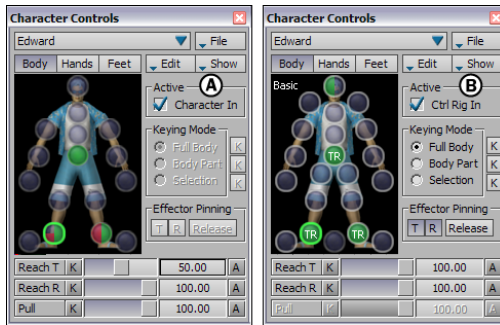 Character Controls
Edward
File
Body Hands Feet Edit Show
A
Active
Character In
Keying Mode
Full Body K
Body Part K
Selection K
Effector Pinning
T R Release
Reach T K 50.00 A
Reach R K 100.00
Pull K 100.00 A
Character Controls
Edward
File
Body Hands Feet Edit Show
B
Basic
Active
Ctrl Rig In
Keying Mode
Full Body K
Body Part K
Selection K
TR
Effector Pinning
T R Release
TR TR
Reach T K 100.00 A
Reach R K 100.00
Pull K 100.00 A